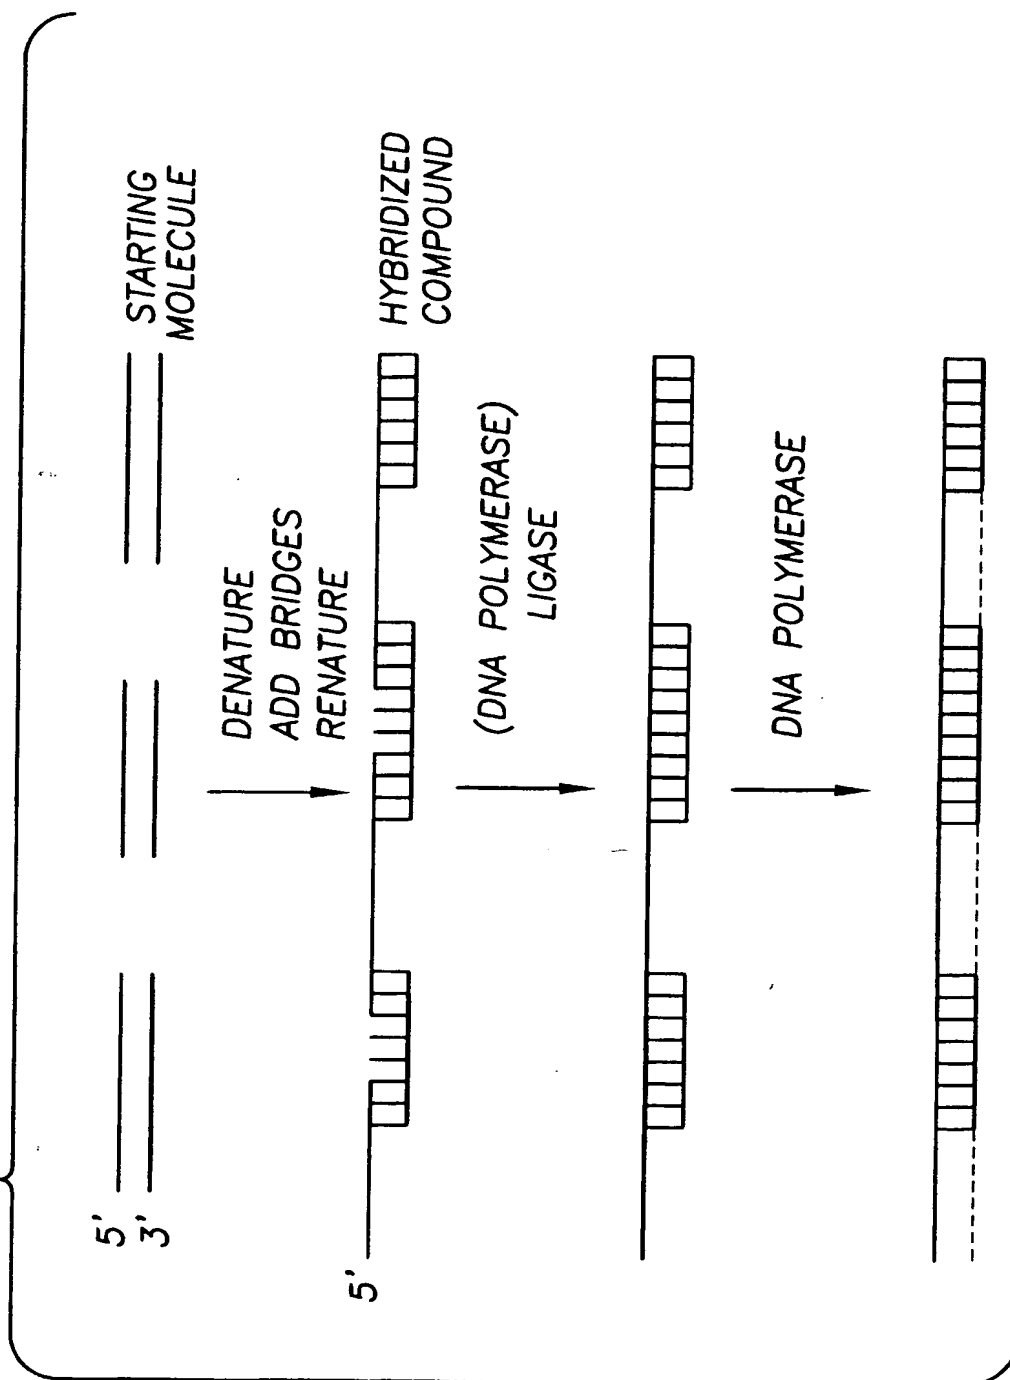 5'
3'
STARTING
MOLECULE
DENATURE
ADD BRIDGES
RENATURE
5'
HYBRIDIZED
COMPOUND
(DNA POLYMERASE)
LIGASE
DNA POLYMERASE